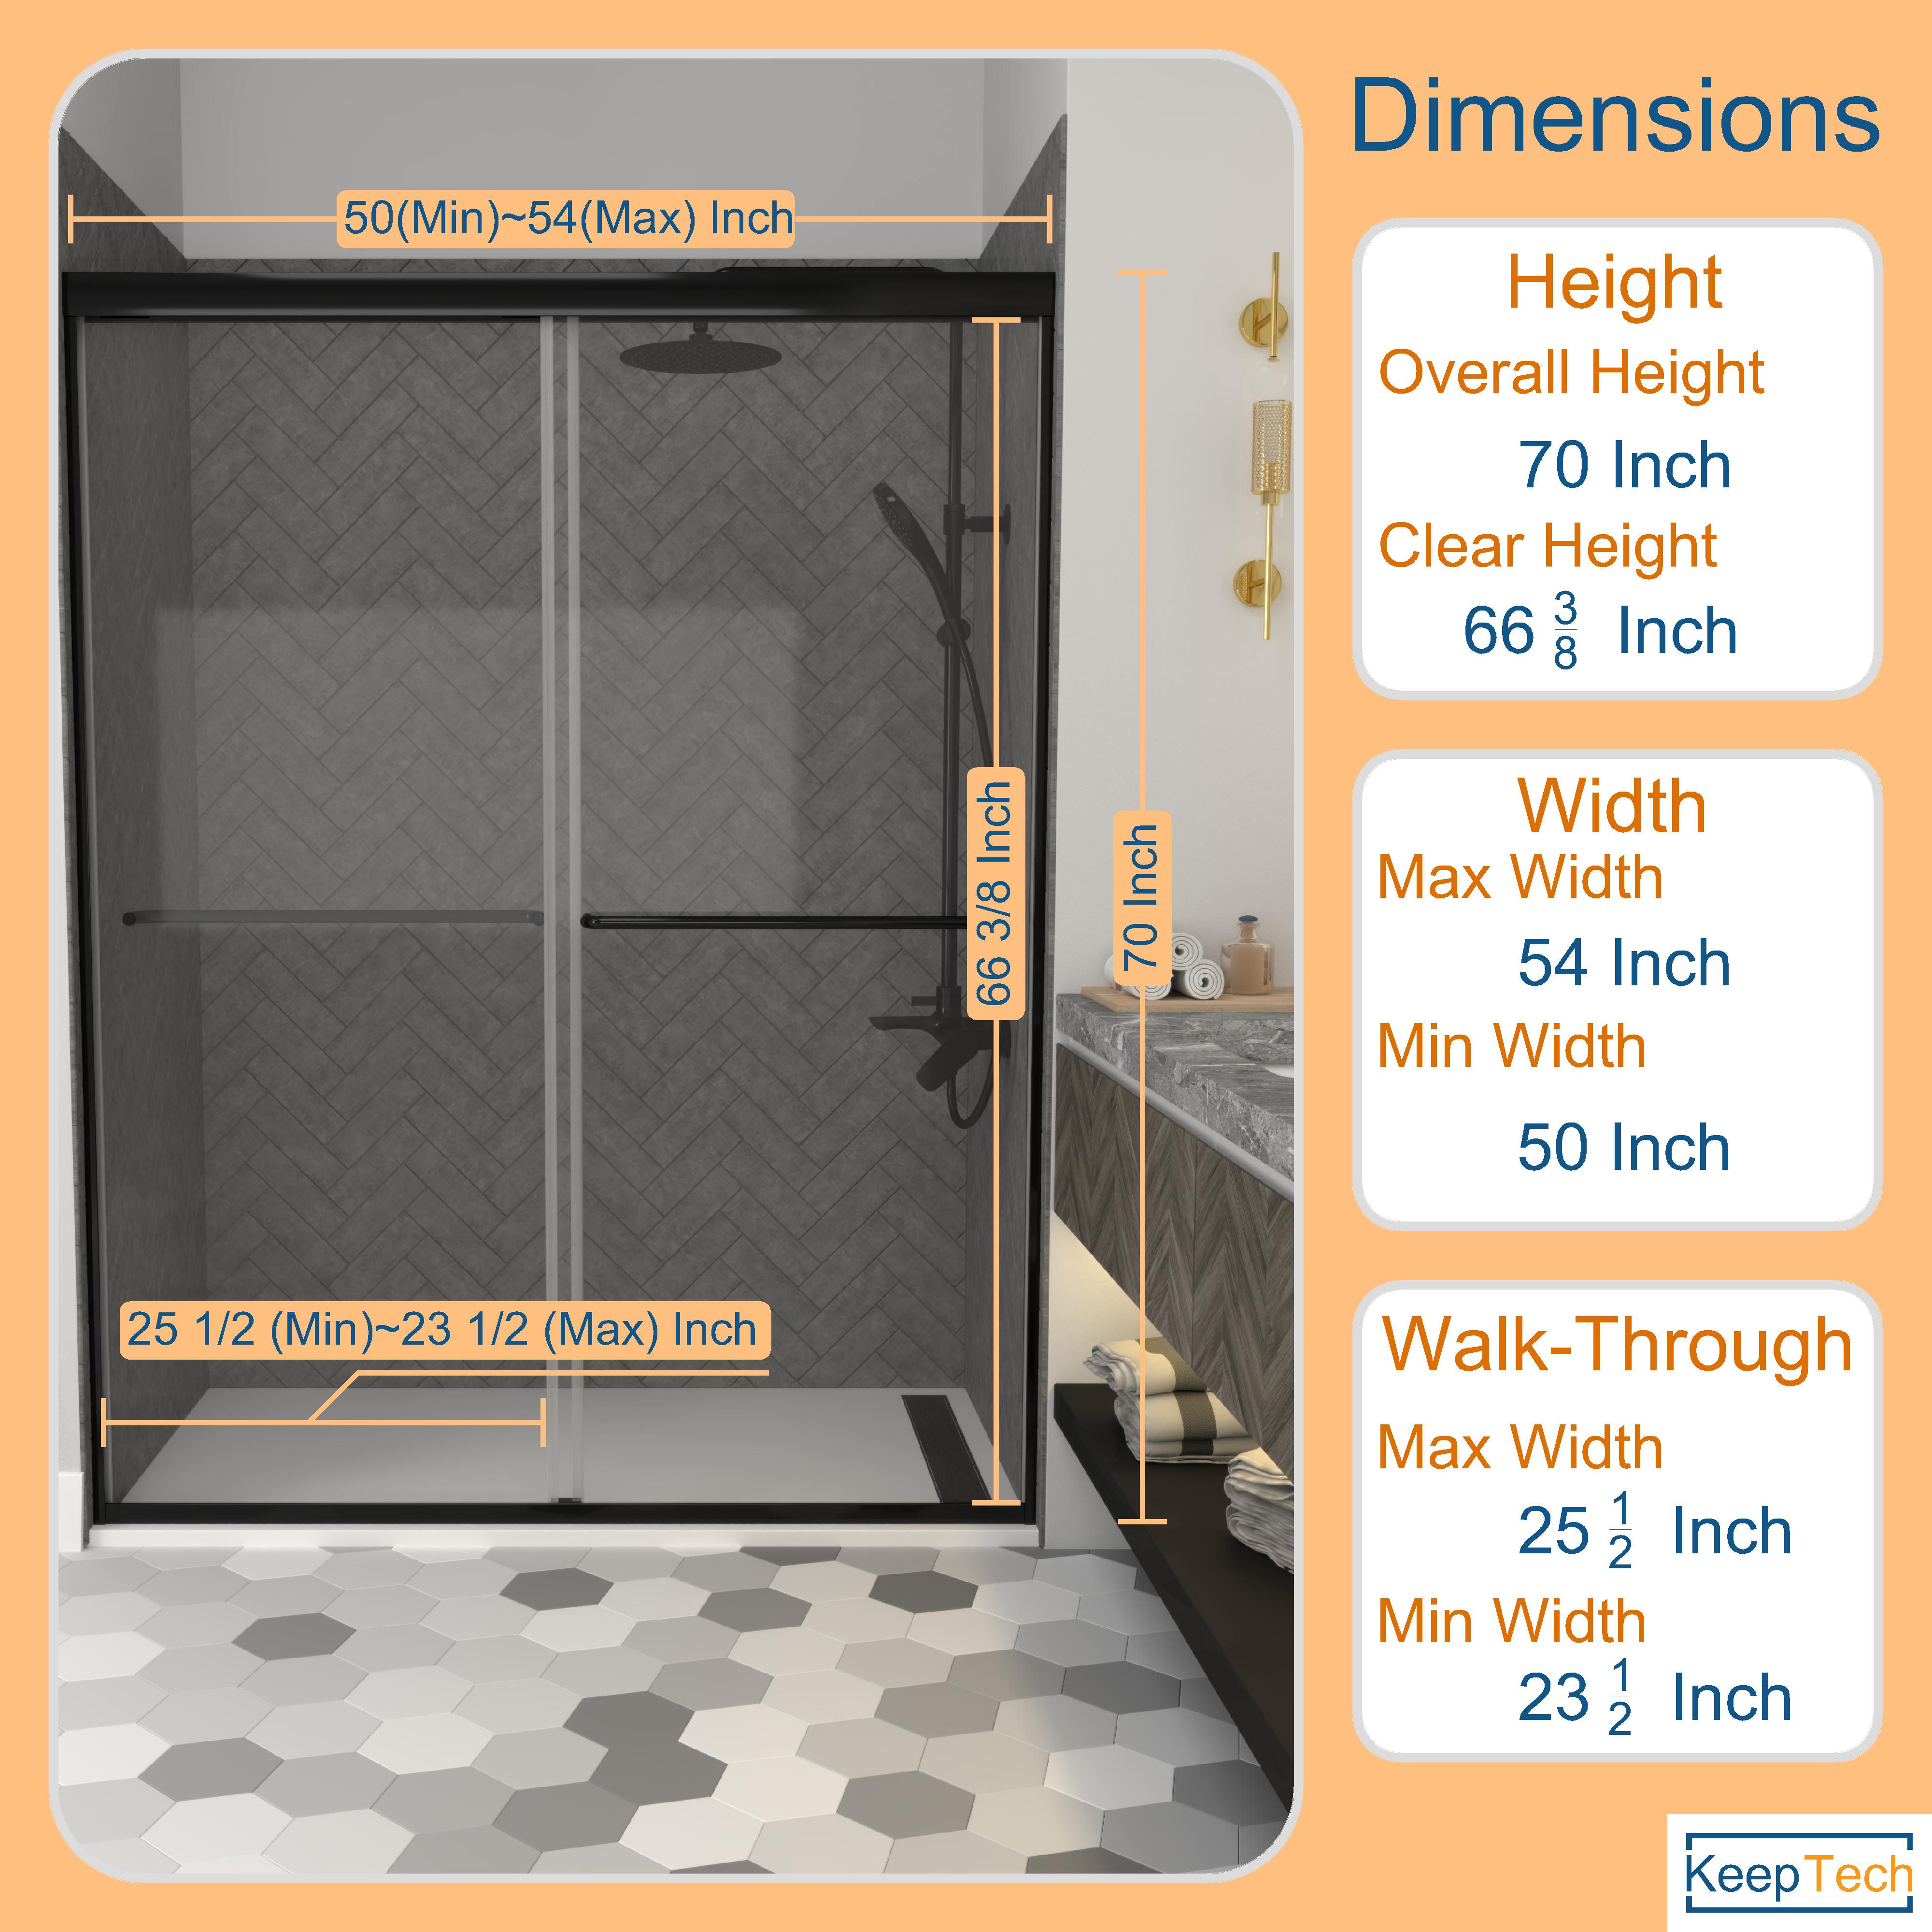 Dimensions
50(Min)~54(Max) Inch
66 3/8 Inch
70 Inch
25 1/2 (Min)~23 1/2 (Max) Inch
Height
Overall Height
70 Inch
Clear Height
66 3/8 Inch
Width
Max Width
54 Inch
Min Width
50 Inch
Walk-Through
Max Width
25 1/2 Inch
Min Width
23 1/2 Inch
KeepTech